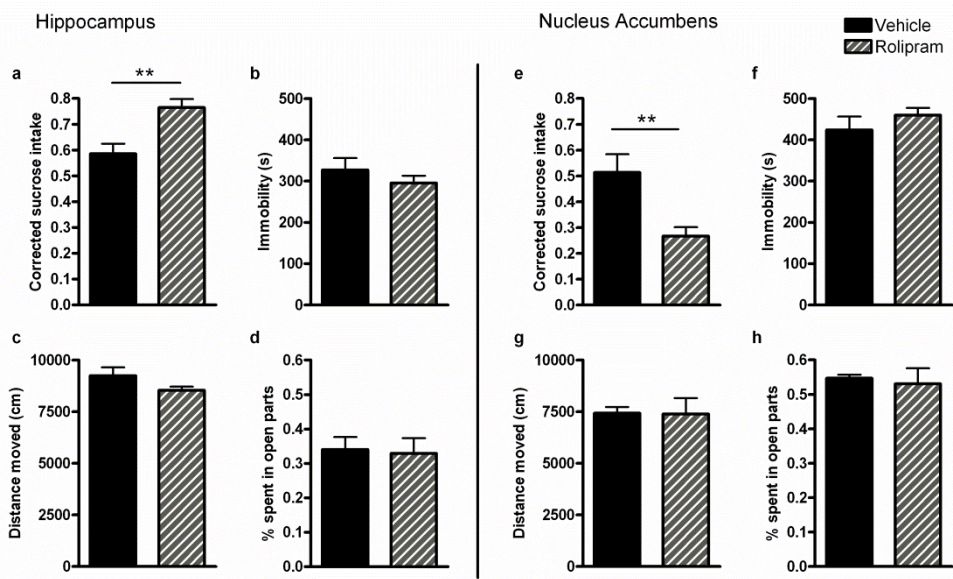 Hippocampus
Nucleus Accumbens
Vehicle
Rolipram
a
**
Corrected sucrose intake
0.8
0.7
0.6
0.5
0.4
0.3
0.2
0.1
0.0
b
Immobility (s)
500
400
300
200
100
0
e
**
Corrected sucrose intake
0.8
0.7
0.6
0.5
0.4
0.3
0.2
0.1
0.0
f
Immobility (s)
500
400
300
200
100
0
c
Distance moved (cm)
10000
7500
5000
2500
0
d
% spent in open parts
0.6
0.5
0.4
0.3
0.2
0.1
0.0
g
Distance moved (cm)
10000
7500
5000
2500
0
h
% spent in open parts
0.6
0.5
0.4
0.3
0.2
0.1
0.0